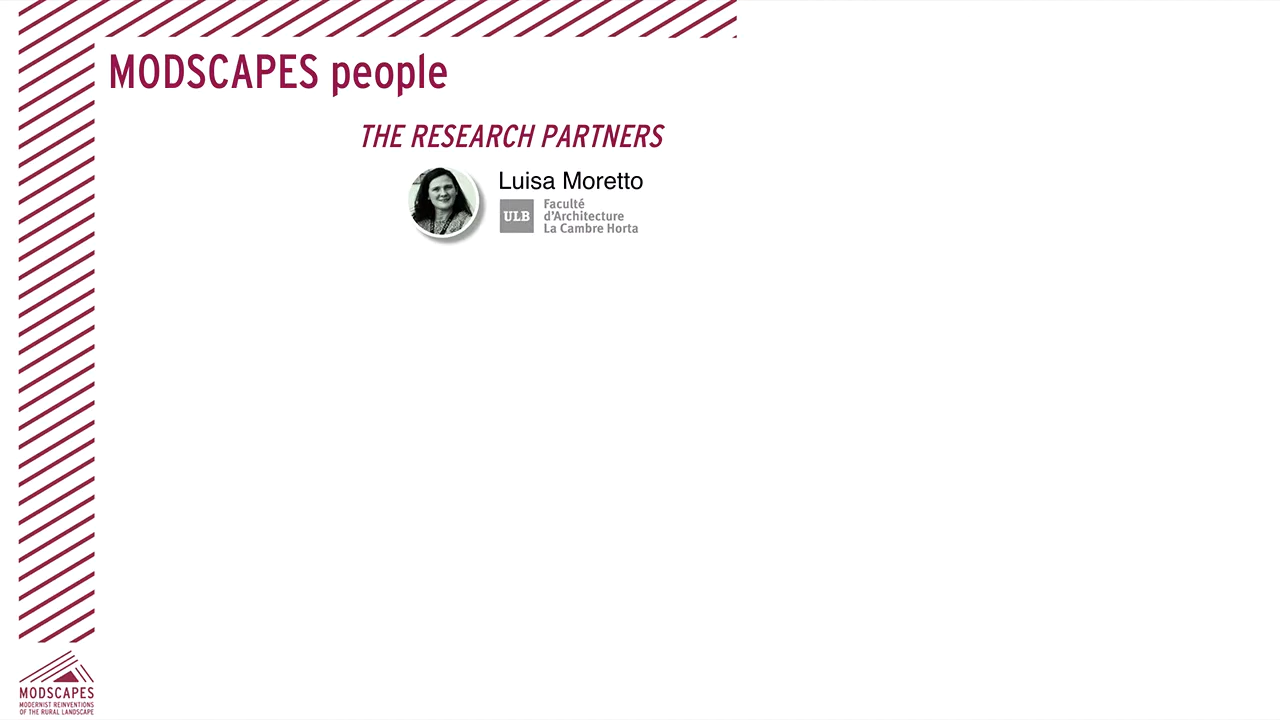 MODSCAPES people
THE RESEARCH PARTNERS
Luisa Moretto
ULB
Faculté
d'Architecture
La Cambre Horta
MODSCAPES
MODERNIST REINVENTIONS
OF THE RURAL LANDSCAPE